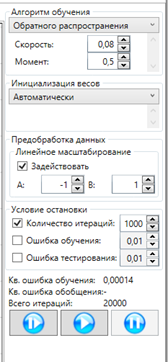 Алгоритм обучения
Обратного распространения
Скорость: 0,08
Момент: 0,5
Инициализация весов
Автоматически
Предобработка данных
Линейное масштабирование
Задействовать
A: -1 B: 1
Условие остановки
Количество итераций: 1000
Ошибка обучения: 0,01
Ошибка тестирования: 0,01
Кв. ошибка обучения: 0,00014
Кв. ошибка обобщения:-
Всего итераций: 20000